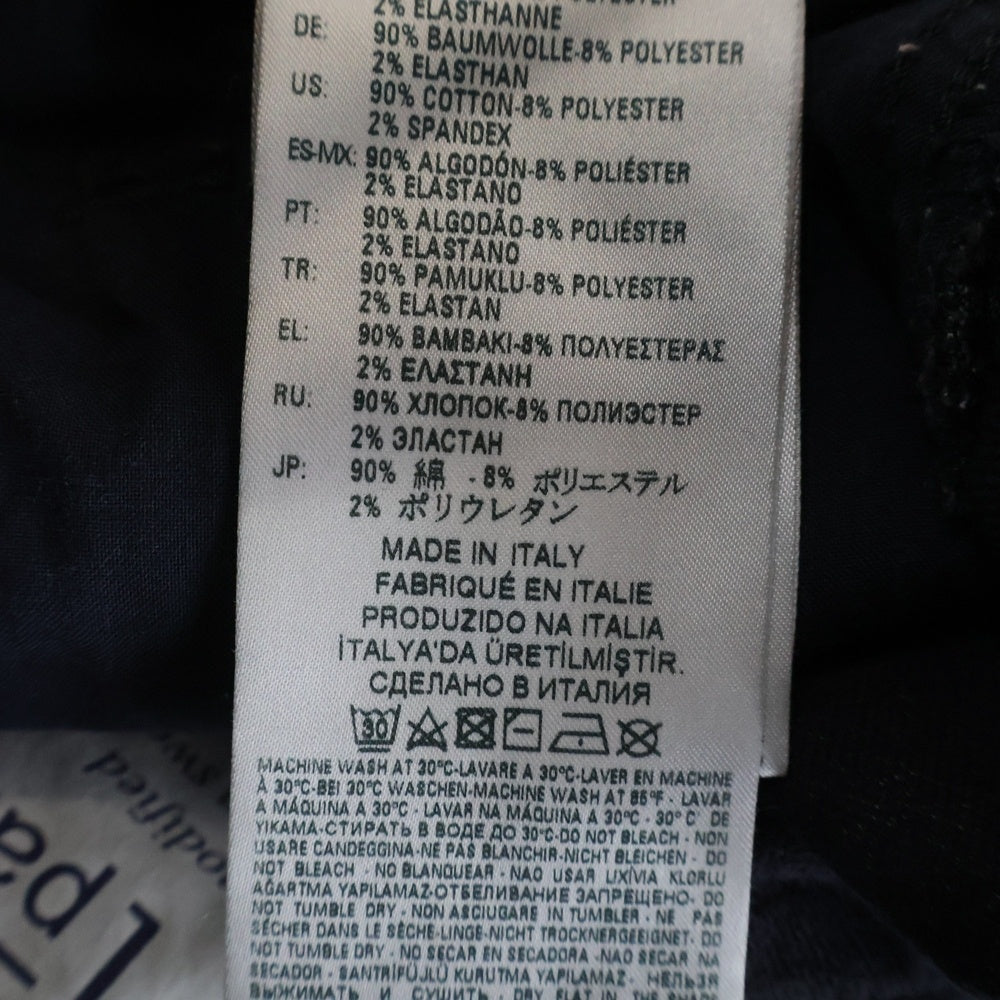 2% ELASTHANNE
DE: 90% BAUMWOLLE-8% POLYESTER
2% ELASTHAN
US: 90% COTTON-8% POLYESTER
2% SPANDEX
ES-MX: 90% ALGODÓN-8% POLIÉSTER
2% ELASTANO
PT: 90% ALGODÃO-8% POLIÉSTER
2% ELASTANO
TR: 90% PAMUKLU-8% POLYESTER
2% ELASTAN
EL: 90% ΒΑΜΒΑΚΙ-8% ΠΟΛΥΕΣΤΕΡΑΣ
2% ΕΛΑΣΤΑΝΗ
RU: 90% ХЛОПОК-8% ПОЛИЭСТЕР
2% ЭЛАСТАН
JP: 90% 綿 - 8% ポリエステル
2% ポリウレタン
MADE IN ITALY
FABRIQUÉ EN ITALIE
PRODUZIDO NA ITALIA
İTALYA'DA ÜRETİLMİŞTİR.
СДЕЛАНО В ИТАЛИЯ
30
MACHINE WASH AT 30°C-LAVARE A 30°C-LAVER EN MACHINE
À 30°C-BEI 30°C WASCHEN-MACHINE WASH AT 85°F - LAVAR
A MÁQUINA A 30°C - LAVAR NA MÁQUINA A 30°C - 30° C' DE
YIKAMA-СТИРАТЬ В ВОДЕ ДО 30°C-DO NOT BLEACH - NON
USARE CANDEGGINA-NE PAS BLANCHIR-NICHT BLEICHEN - DO
NOT BLEACH - NO BLANQUEAR - NAO USAR LIXÍVIA KLORLU
AĞARTMA YAPILAMAZ-ОТБЕЛИВАНИЕ ЗАПРЕЩЕНО- DO
NOT TUMBLE DRY - NON ASCIUGARE IN TUMBLER - NE PAS
SÉCHER DANS LE SÈCHE-LINGE-NICHT TROCKNERGEEIGNET- DO
NOT TUMBLE DRY - NO SECAR EN SECADORA -NAO SECAR NA
SECADOR - SANTRİFÜJLÜ KURUTMA YAPILAMAZ - НЕЛЬЗЯ
ВЫЖИМАТЬ И СУШИТЬ - DRY FLAT IN THE SHADE
modified